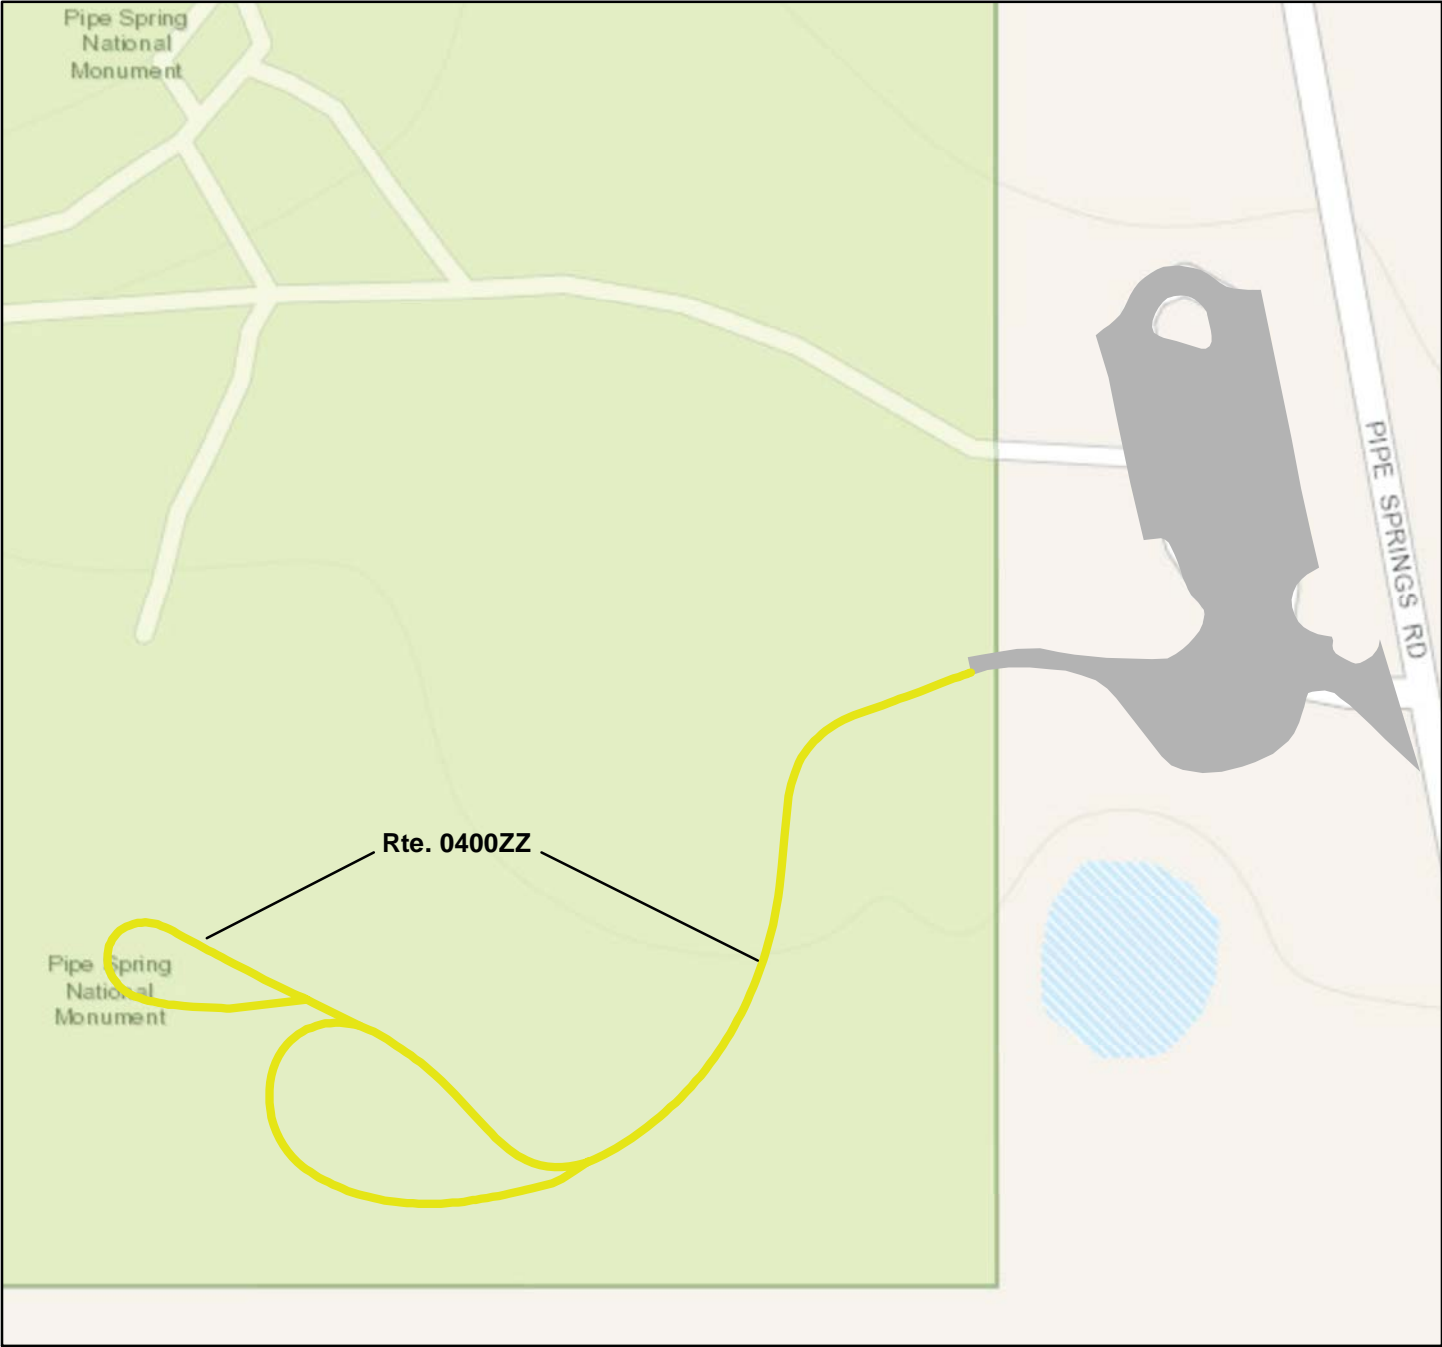 Pipe Spring
National
Monument
PIPE SPRINGS RD
Rte. 0400ZZ
Pipe Spring
National
Monument